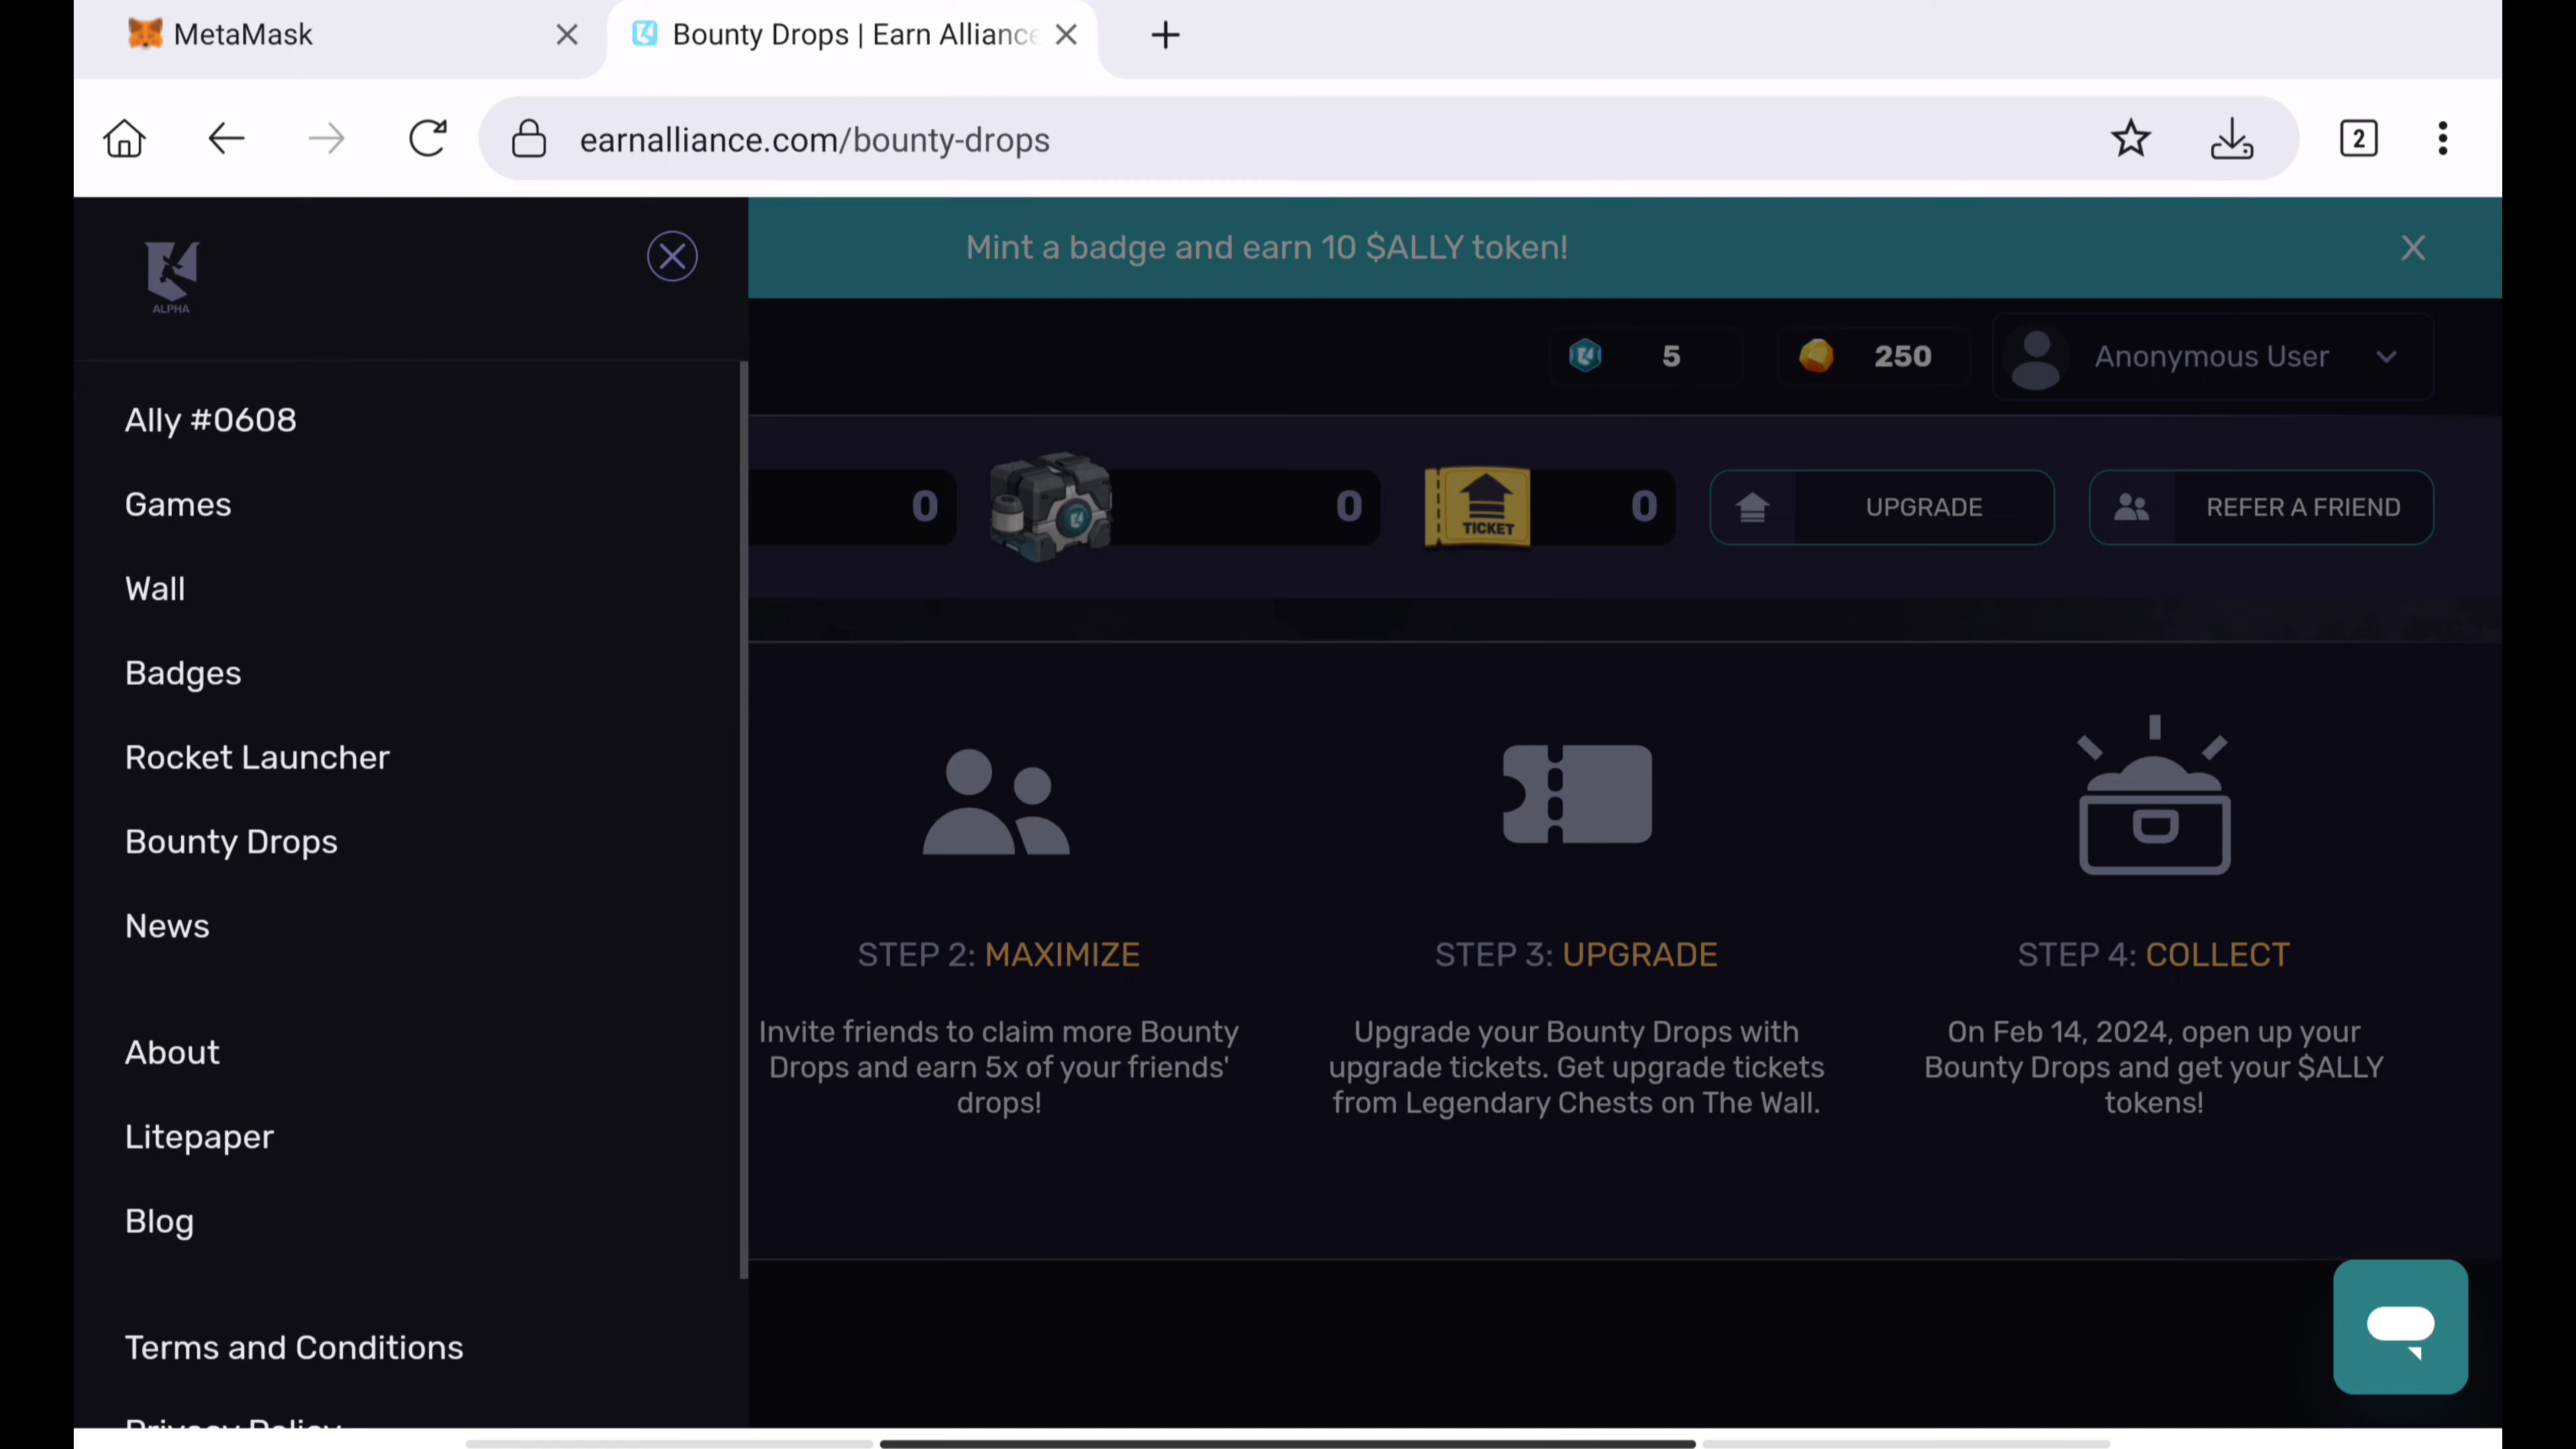 MetaMask
Bounty Drops | Earn Alliance
2
earnalliance.com/bounty-drops
Mint a badge and earn 10 $ALLY token!
ALPHA
5
250
Anonymous User
Ally #0608
Games
Wall
Badges
Rocket Launcher
Bounty Drops
News
About
Litepaper
Blog
Terms and Conditions
Privacy Policy
0
0
TICKET
0
UPGRADE
REFER A FRIEND
STEP 2: MAXIMIZE
Invite friends to claim more Bounty
Drops and earn 5x of your friends'
drops!
STEP 3: UPGRADE
Upgrade your Bounty Drops with
upgrade tickets. Get upgrade tickets
from Legendary Chests on The Wall.
STEP 4: COLLECT
On Feb 14, 2024, open up your
Bounty Drops and get your $ALLY
tokens!